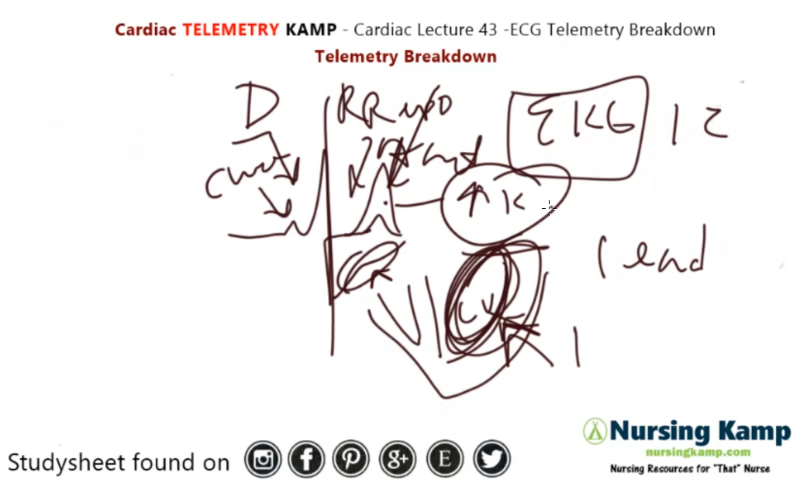 Cardiac TELEMETRY KAMP - Cardiac Lecture 43 -ECG Telemetry Breakdown
Telemetry Breakdown
D
EKG 12
↑ K
lead
1
Studysheet found on
Nursing Kamp
nursingkamp.com
Nursing Resources for "That" Nurse